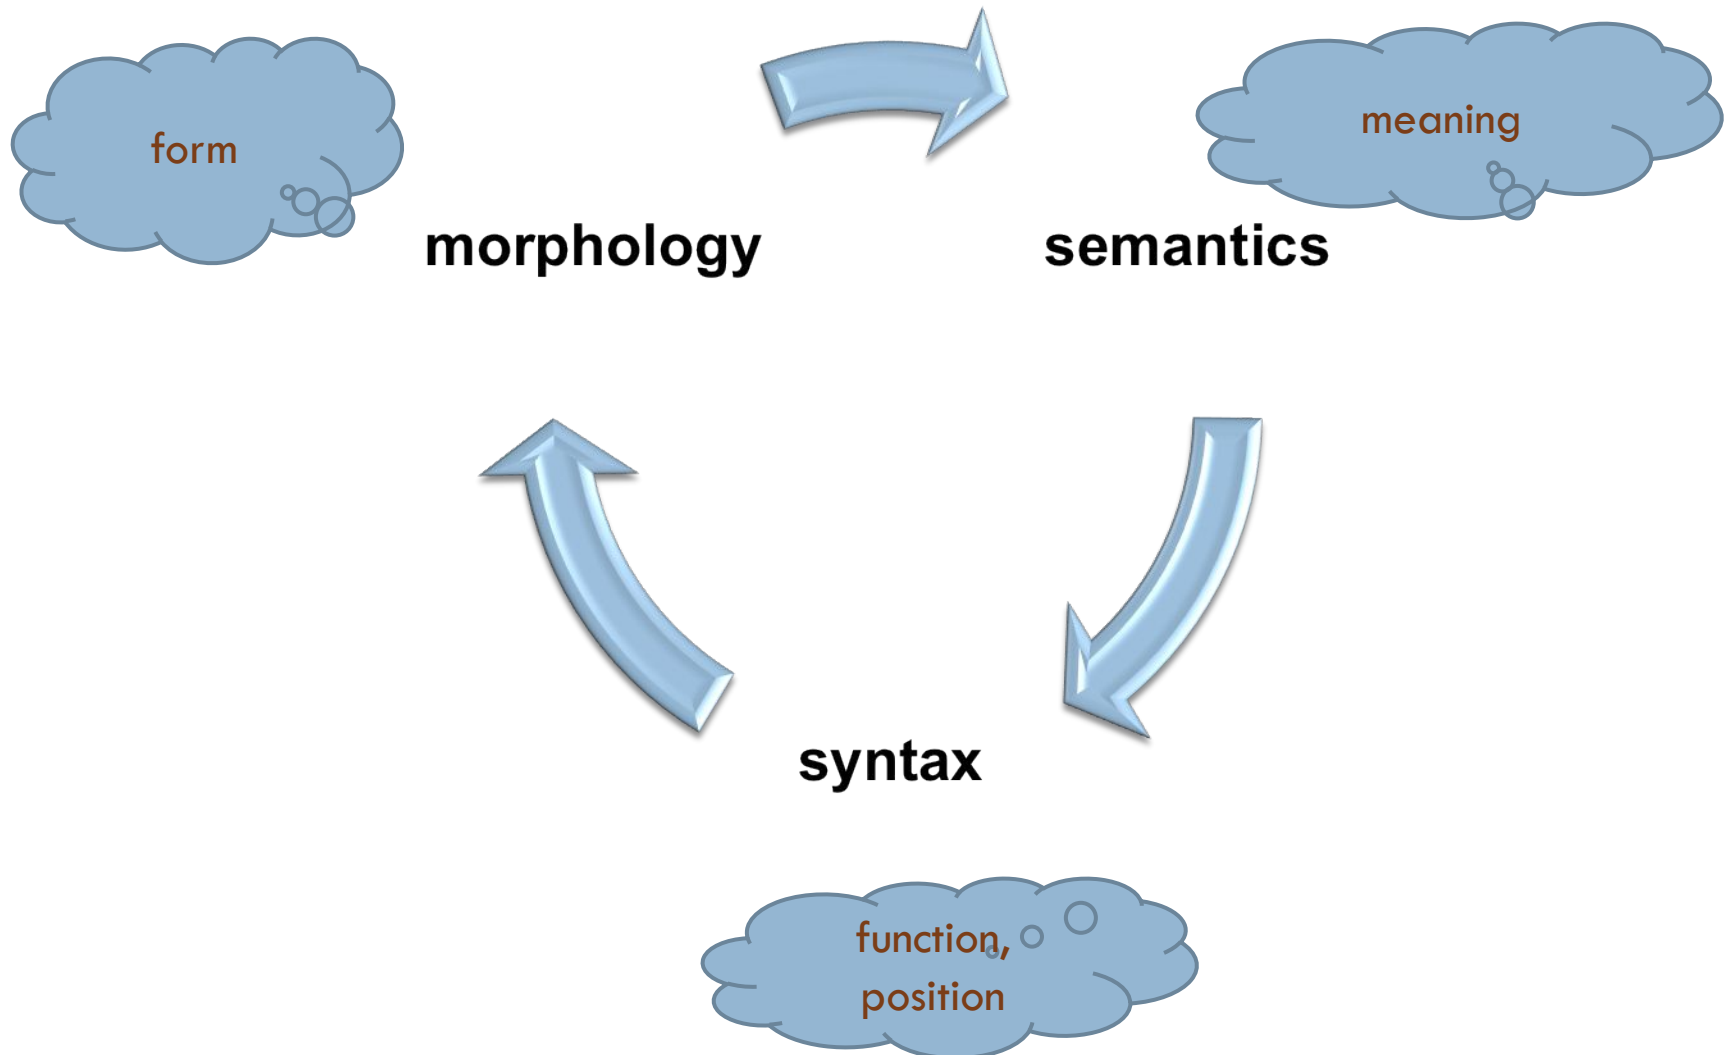 form
meaning
morphology
semantics
syntax
function,
position